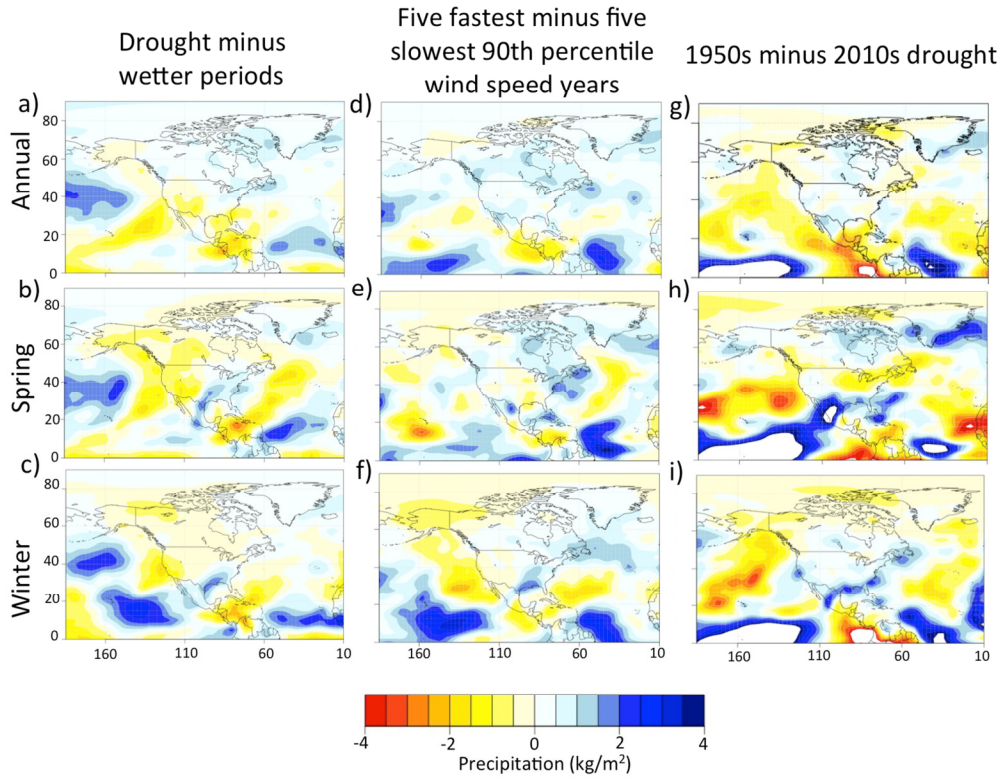 Drought minus
wetter periods
Five fastest minus five
slowest 90th percentile
wind speed years
1950s minus 2010s drought
a)
d)
g)
Annual
80
60
40
20
0
b)
e)
h)
Spring
80
60
40
20
0
c)
f)
i)
Winter
80
60
40
20
0
160 110 60 10
160 110 60 10
160 110 60 10
-4 -2 0 2 4
Precipitation (kg/m²)